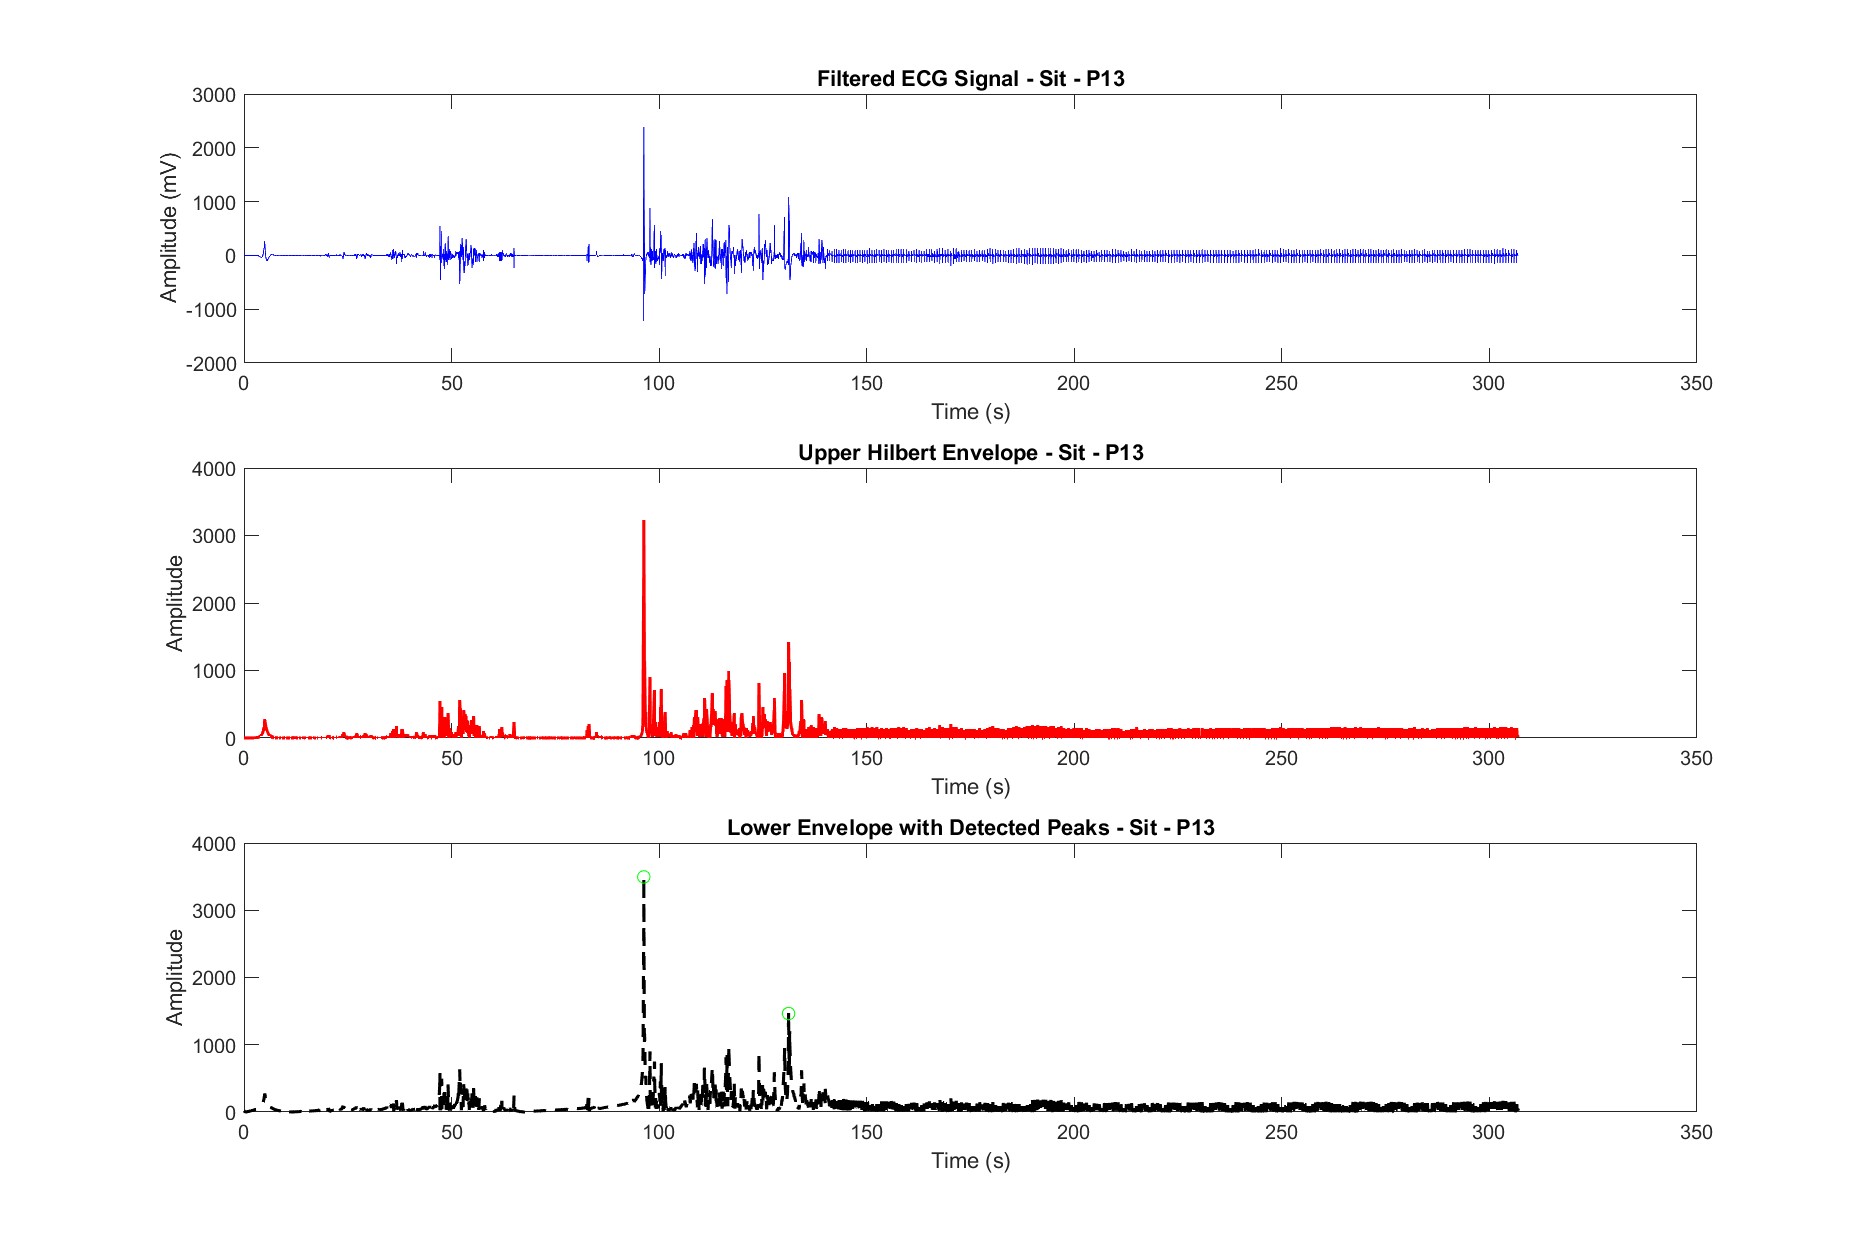 Filtered ECG Signal - Sit - P13
3000
2000
1000
0
-1000
-2000
Amplitude (mV)
0 50 100 150 200 250 300 350
Time (s)
Upper Hilbert Envelope - Sit - P13
4000
3000
2000
1000
0
Amplitude
0 50 100 150 200 250 300 350
Time (s)
Lower Envelope with Detected Peaks - Sit - P13
4000
3000
2000
1000
0
Amplitude
0 50 100 150 200 250 300 350
Time (s)